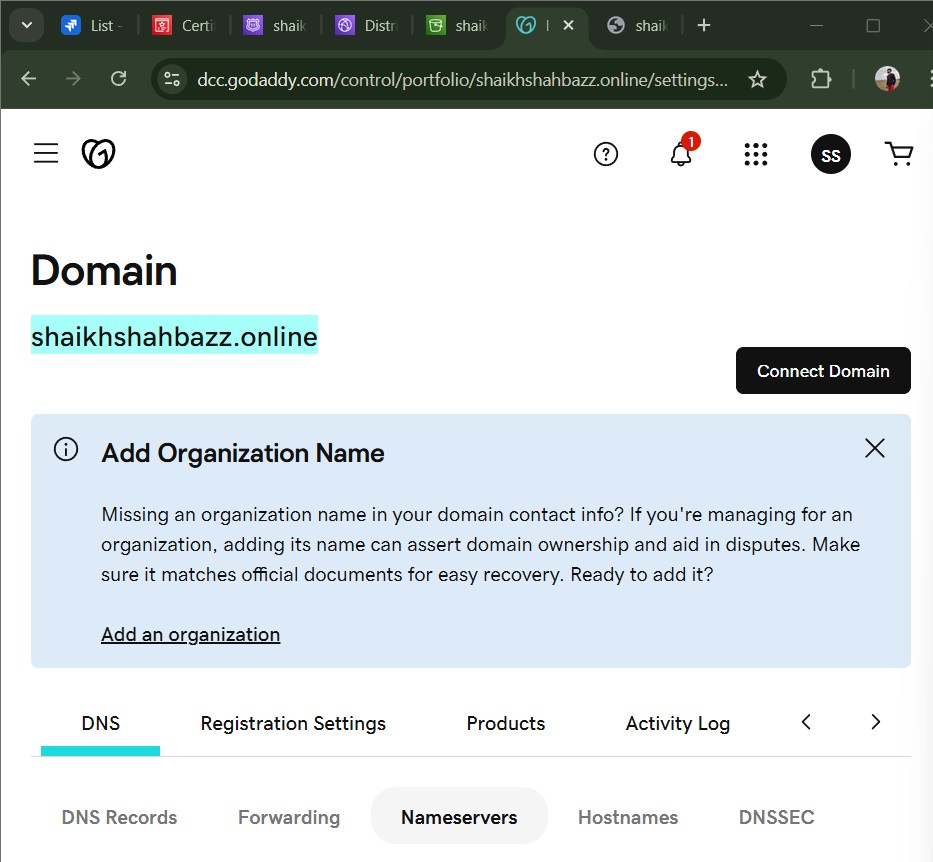 List -
Certi
shaik
Distri
shaik
shaik
dcc.godaddy.com/control/portfolio/shaikhshahbazz.online/settings...
1
SS
Domain
shaikhshahbazz.online
Connect Domain
Add Organization Name
Missing an organization name in your domain contact info? If you're managing for an
organization, adding its name can assert domain ownership and aid in disputes. Make
sure it matches official documents for easy recovery. Ready to add it?
Add an organization
DNS
Registration Settings
Products
Activity Log
DNS Records
Forwarding
Nameservers
Hostnames
DNSSEC